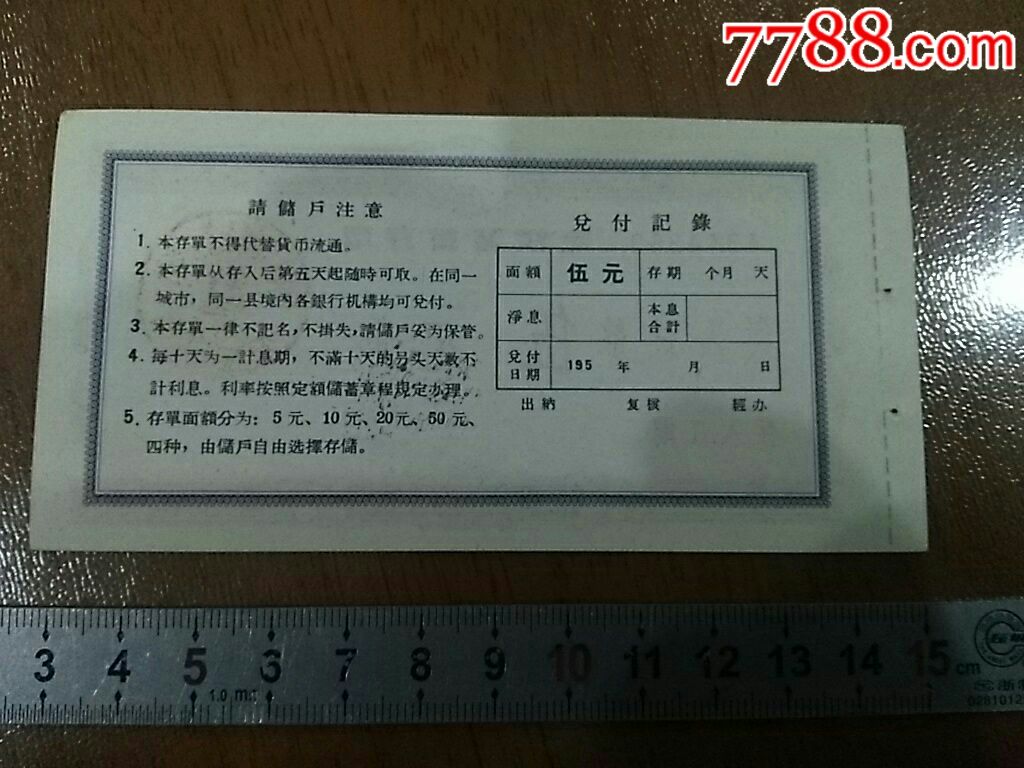 7788.com
請儲戶注意
1. 本存單不得代替貨币流通。
2. 本存單从存入后第五天起隨時可取。在同一
城市，同一县境內各銀行机構均可兌付。
3. 本存單一律不記名，不掛失，請儲戶妥为保管。
4. 每十天为一計息期，不滿十天的另头天数不
計利息。利率按照定額儲蓄章程規定办理。
5. 存單面額分为：5元、10元、20元、50元、
四种，由儲戶自由选擇存儲。
兌付記錄
面額 伍元 存期 个月 天
淨息 本息合計
兌付日期 195 年 月 日
出納 复核 經办
3 4 5 6 7 8 9 10 11 12 13 14 15 cm
1.0 mm